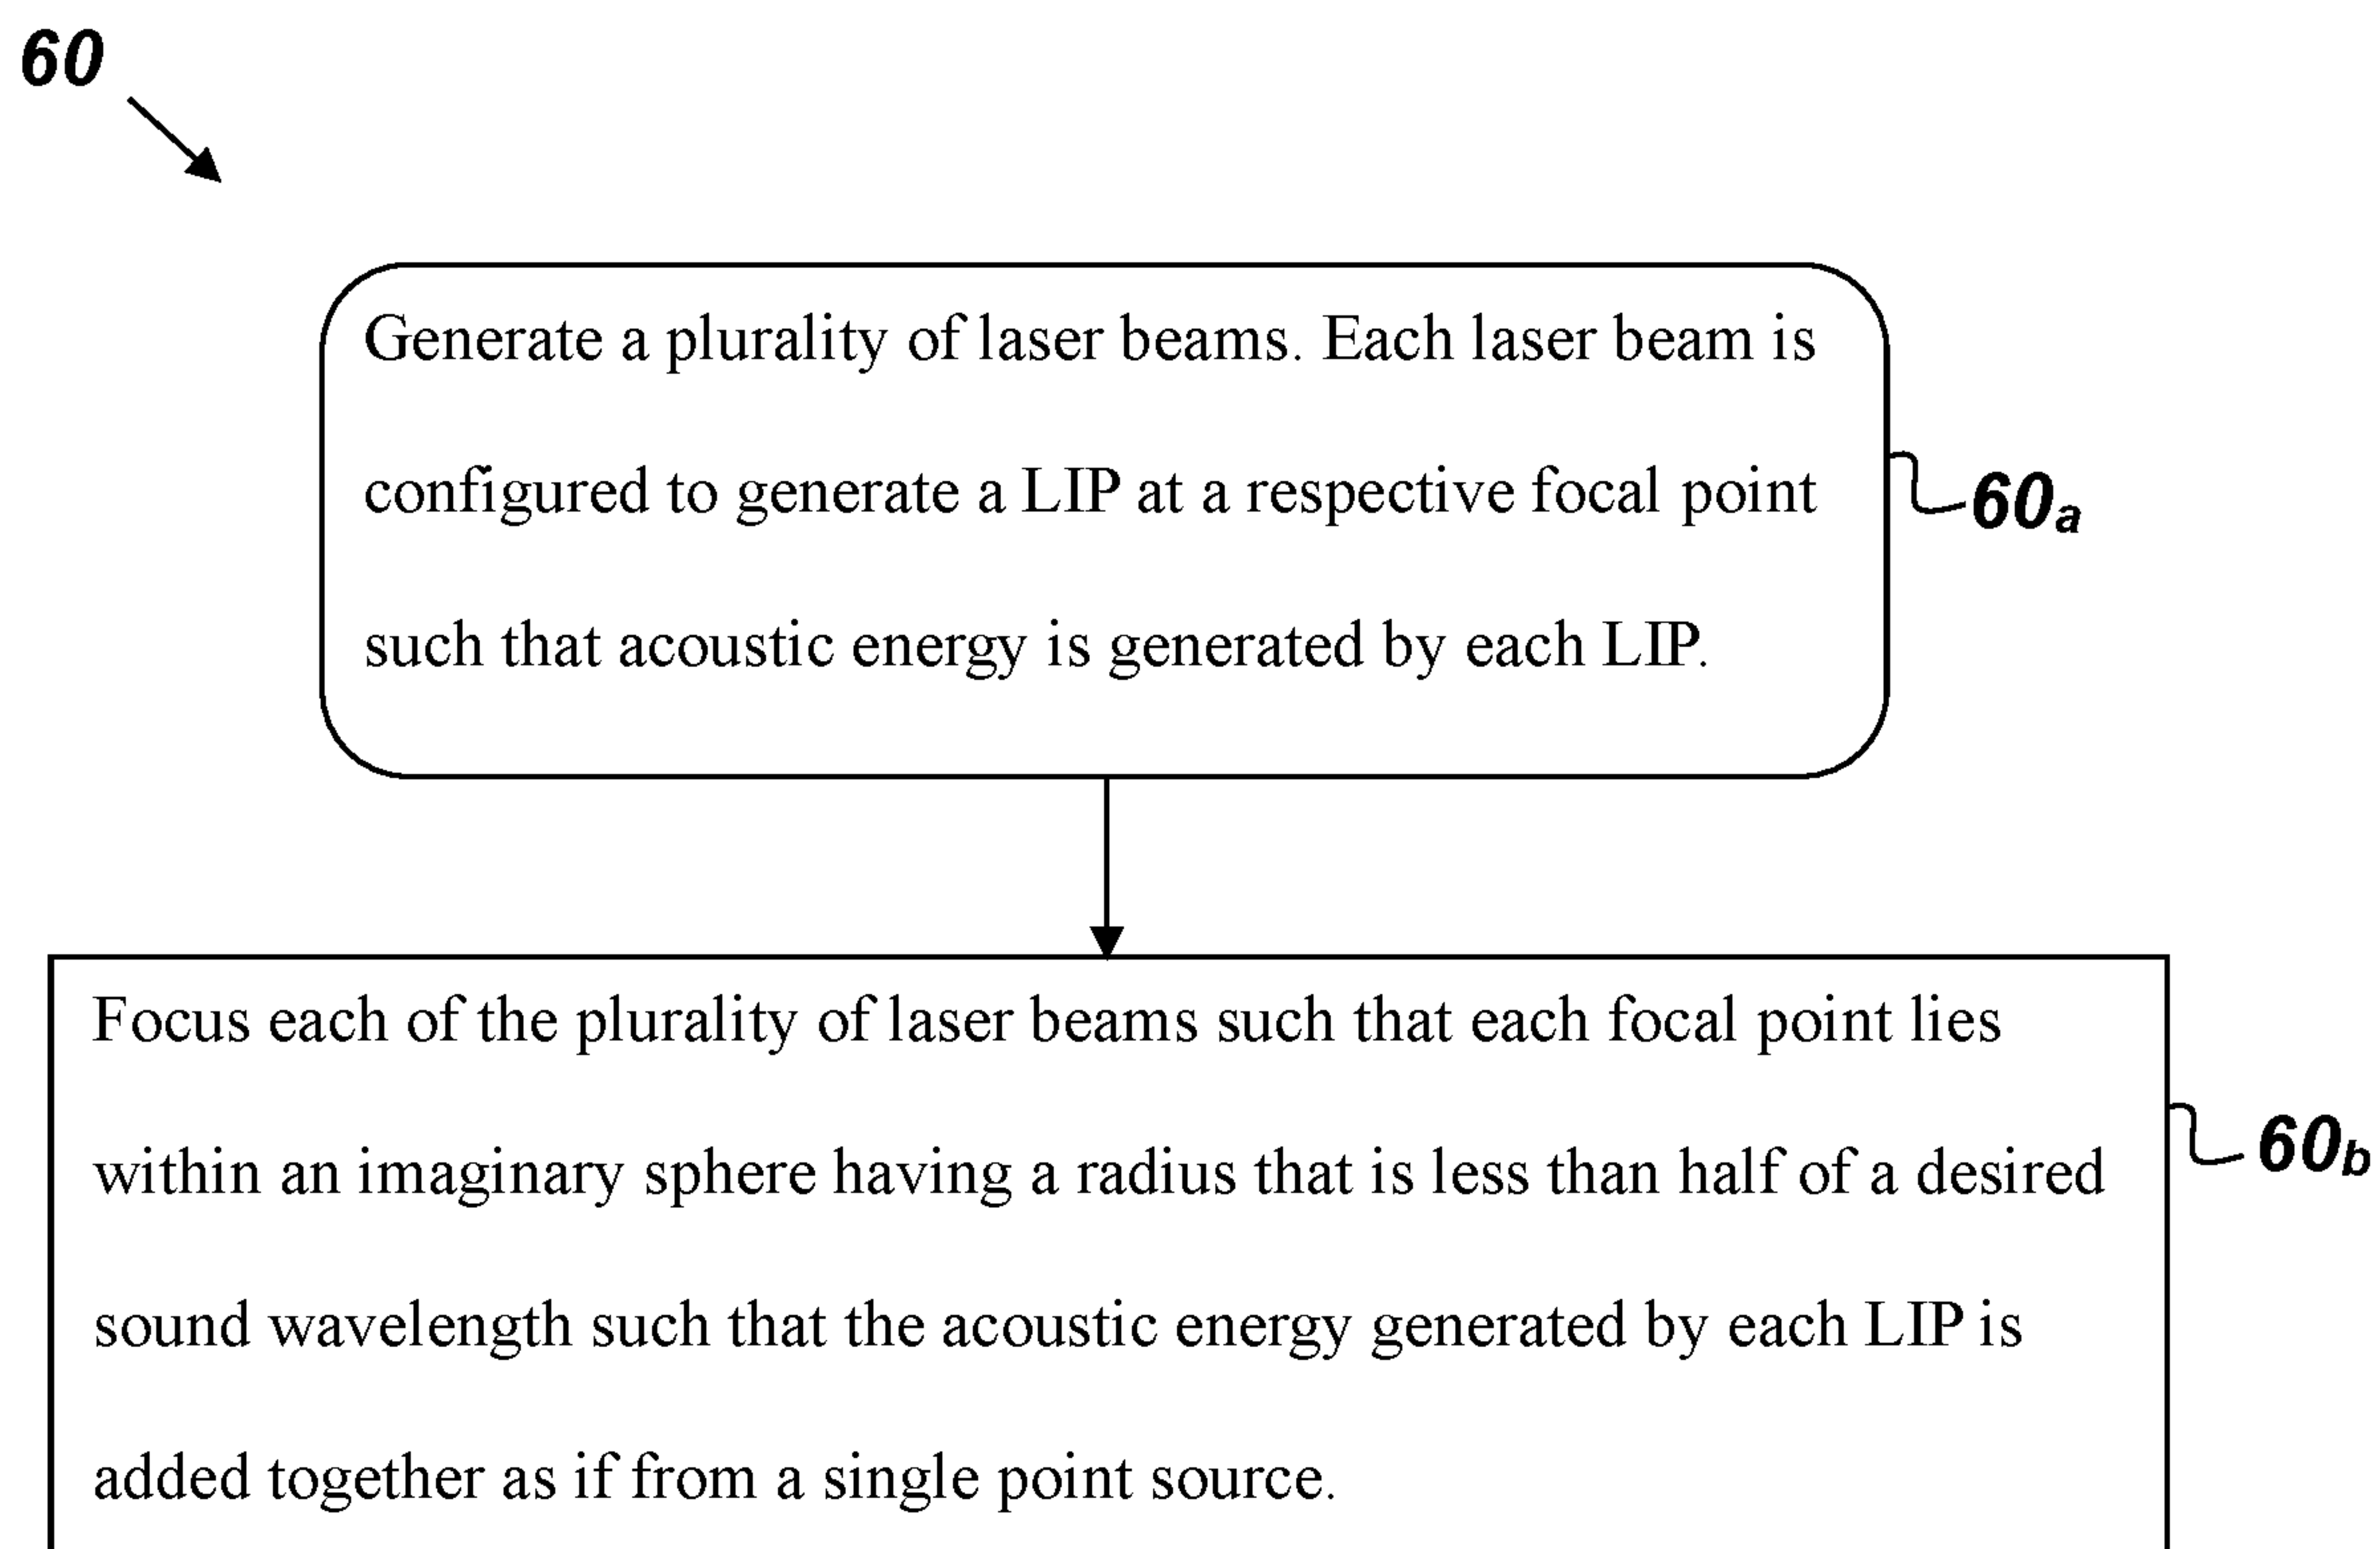 60
Generate a plurality of laser beams. Each laser beam is
configured to generate a LIP at a respective focal point
such that acoustic energy is generated by each LIP.
60a
Focus each of the plurality of laser beams such that each focal point lies
within an imaginary sphere having a radius that is less than half of a desired
sound wavelength such that the acoustic energy generated by each LIP is
added together as if from a single point source.
60b